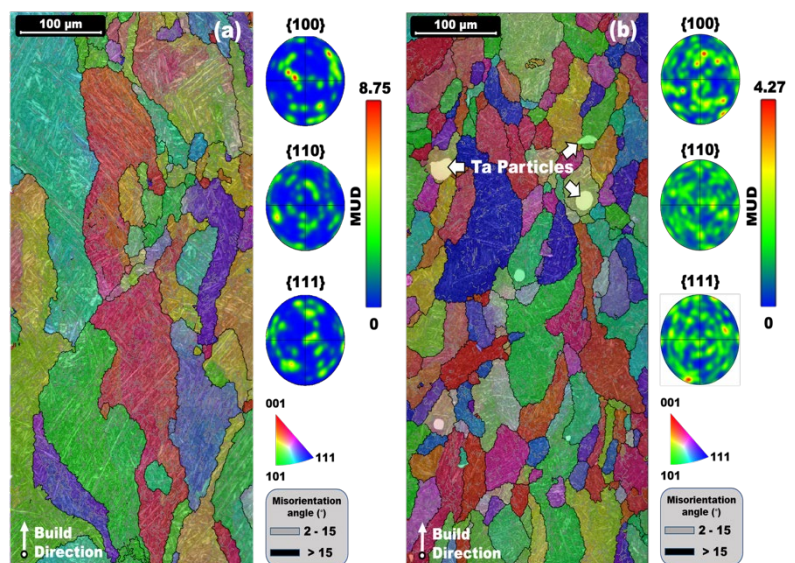 100 µm
(a)
{100}
8.75
{110}
MUD
{111}
0
001
111
101
Misorientation
angle (°)
2 - 15
> 15
Build
Direction
100 µm
(b)
{100}
4.27
Ta Particles
{110}
MUD
{111}
0
001
111
101
Misorientation
angle (°)
2 - 15
> 15
Build
Direction